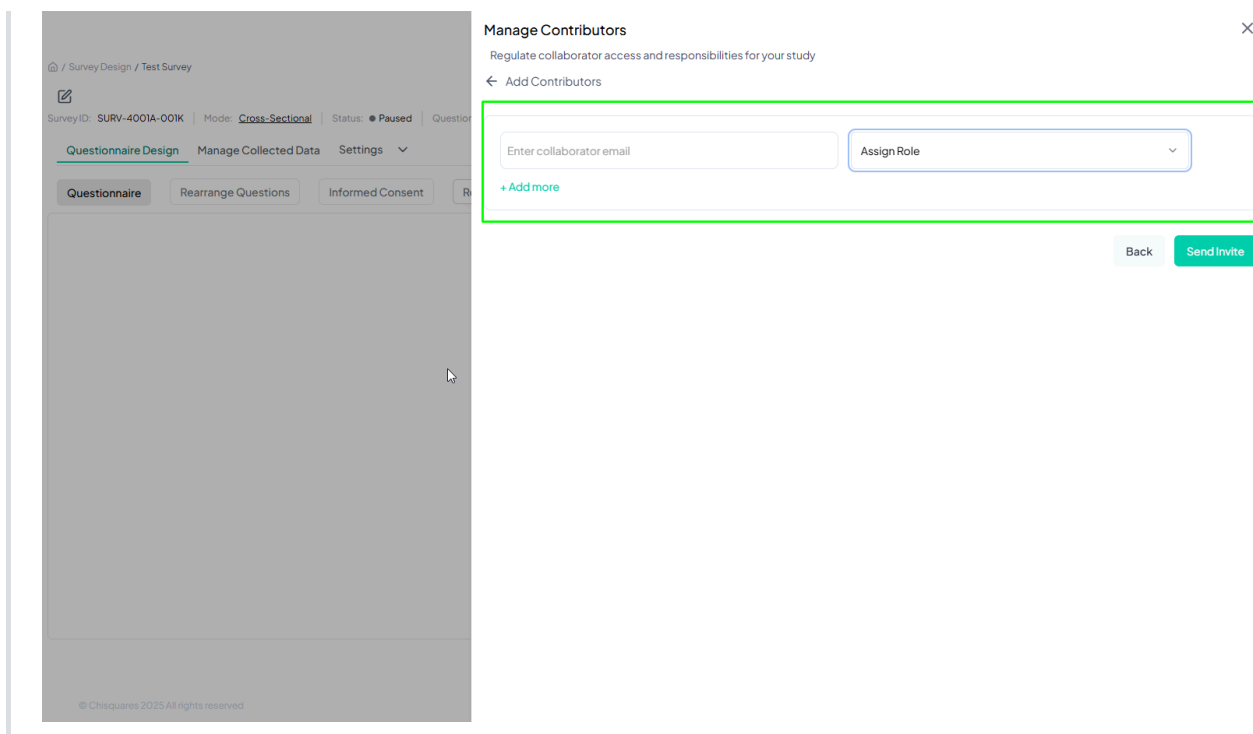 Manage Contributors
Regulate collaborator access and responsibilities for your study
Add Contributors
Enter collaborator email
Assign Role
+ Add more
Back
Send Invite
/ Survey Design / Test Survey
Survey ID: SURV-4001A-001K | Mode: Cross-Sectional | Status: Paused | Question
Questionnaire Design Manage Collected Data Settings
Questionnaire Rearrange Questions Informed Consent
© Chisquares 2025 All rights reserved